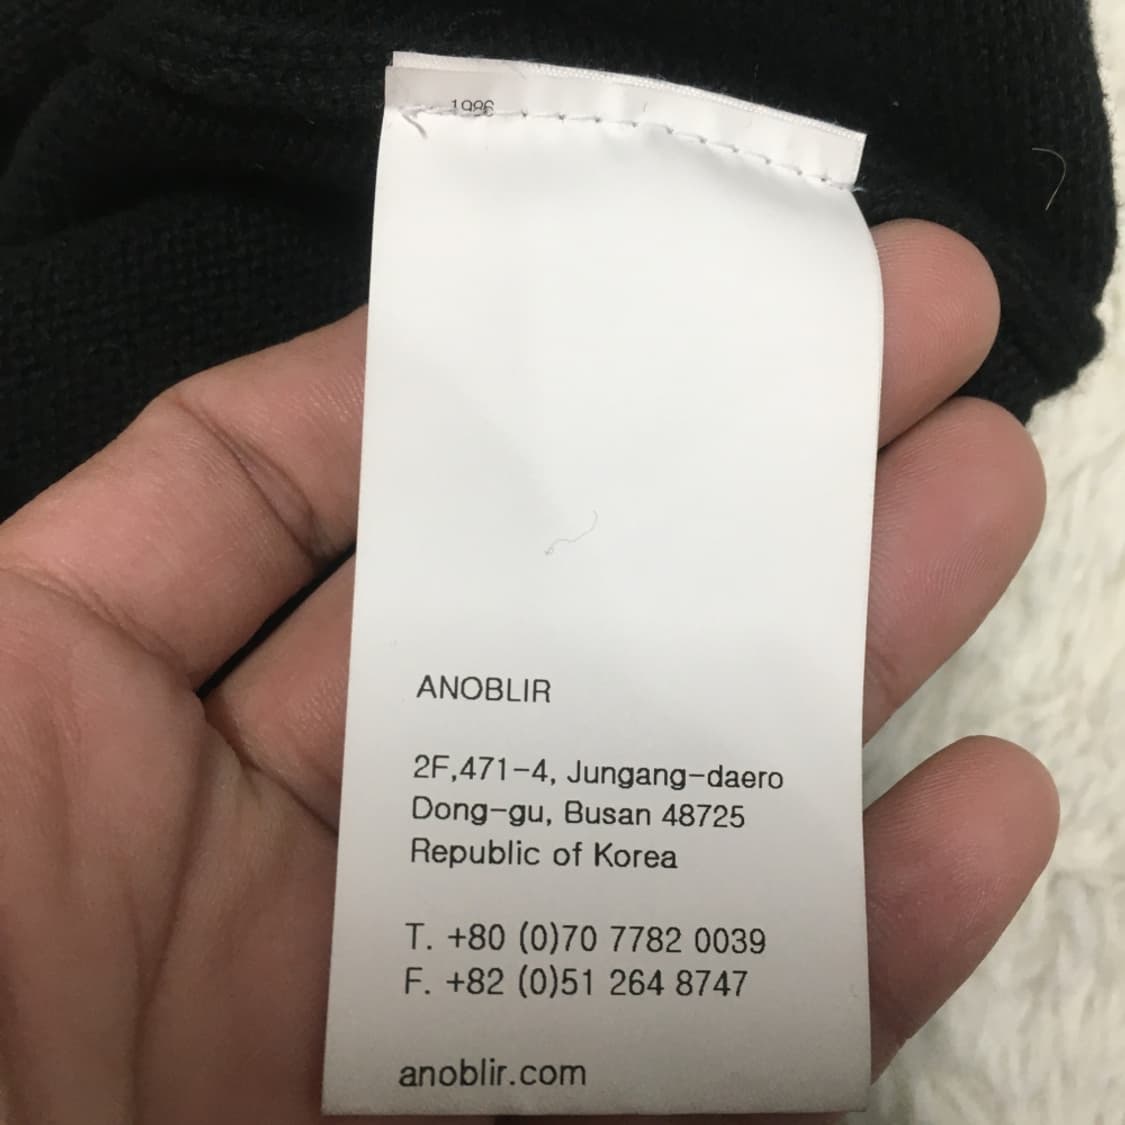 1986
ANOBLIR
2F,471-4, Jungang-daero
Dong-gu, Busan 48725
Republic of Korea
T. +80 (0)70 7782 0039
F. +82 (0)51 264 8747
anoblir.com